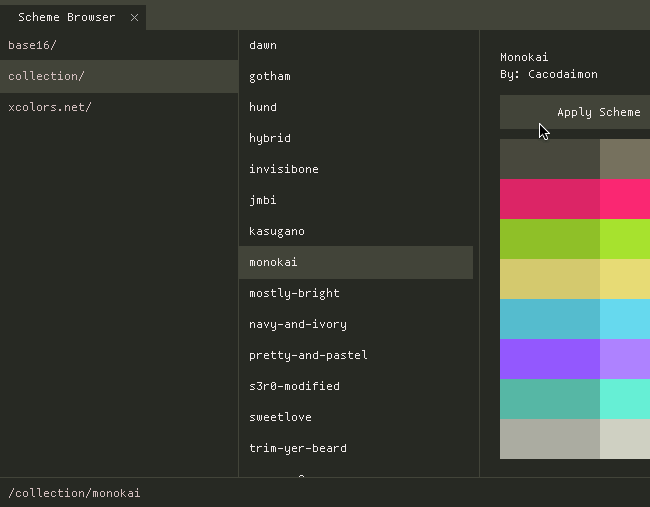 Scheme Browser
base16/
collection/
xcolors.net/
dawn
gotham
hund
hybrid
invisibone
jmbi
kasugano
monokai
mostly-bright
navy-and-ivory
pretty-and-pastel
s3r0-modified
sweetlove
trim-yer-beard
Monokai
By: Cacodaimon
Apply Scheme
/collection/monokai